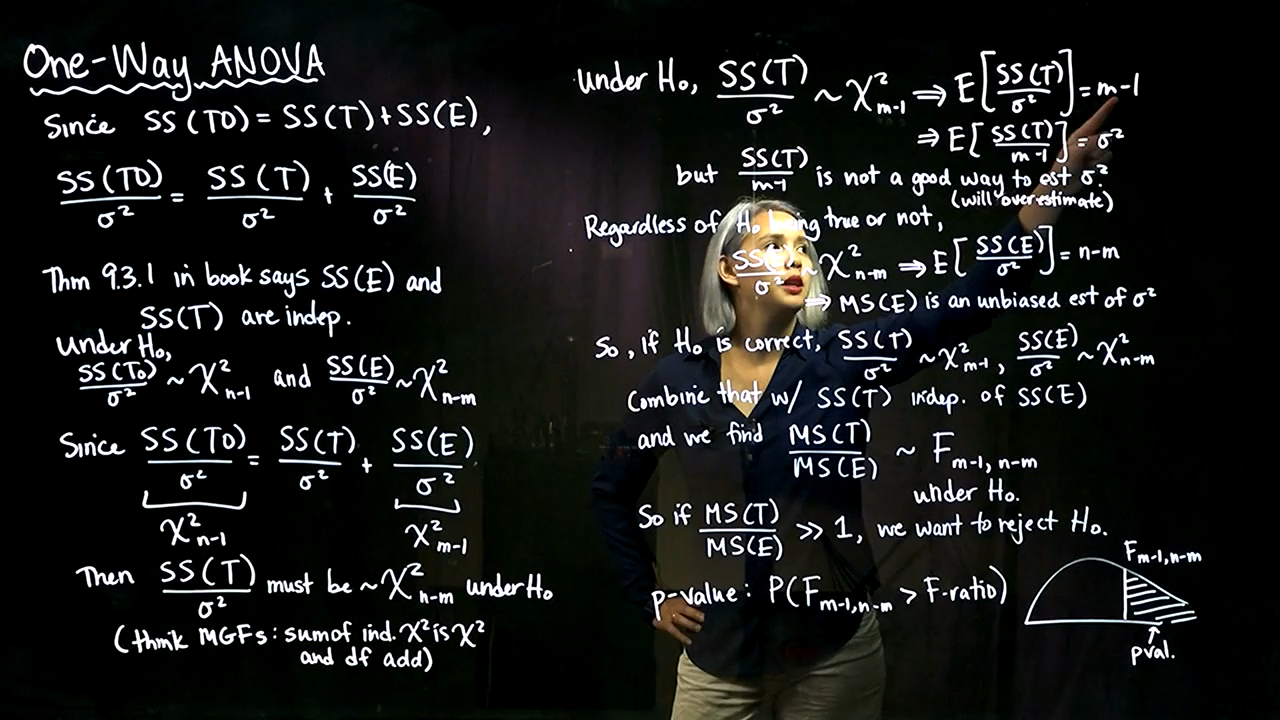 One-Way ANOVA
Since SS(TO) = SS(T) + SS(E),
SS(TO)/σ² = SS(T)/σ² + SS(E)/σ²
Thm 9.3.1 in book says SS(E) and
SS(T) are indep.
Under H₀,
SS(TO)/σ² ~ χ²ₙ₋₁ and SS(E)/σ² ~ χ²ₙ₋ₘ
Since SS(TO)/σ² = SS(T)/σ² + SS(E)/σ²
χ²ₙ₋₁ χ²ₘ₋₁
Then SS(T)/σ² must be ~ χ²ₙ₋ₘ under H₀
(think MGFs: sum of ind. χ² is χ²
and df add)
under H₀, SS(T)/σ² ~ χ²ₘ₋₁ ⇒ E[SS(T)/σ²] = m-1
⇒ E[SS(T)/m-1] = σ²
but SS(T)/m-1 is not a good way to est σ².
(will overestimate)
Regardless of H₀ being true or not,
SS(E)/σ² ~ χ²ₙ₋ₘ ⇒ E[SS(E)/σ²] = n-m
⇒ MS(E) is an unbiased est of σ²
So, if H₀ is correct, SS(T)/σ² ~ χ²ₘ₋₁, SS(E)/σ² ~ χ²ₙ₋ₘ
Combine that w/ SS(T) indep. of SS(E)
and we find MS(T)/MS(E) ~ Fₘ₋₁,ₙ₋ₘ
under H₀.
So if MS(T)/MS(E) >> 1, we want to reject H₀.
p-value: P(Fₘ₋₁,ₙ₋ₘ > F-ratio)
Fₘ₋₁,ₙ₋ₘ
pval.